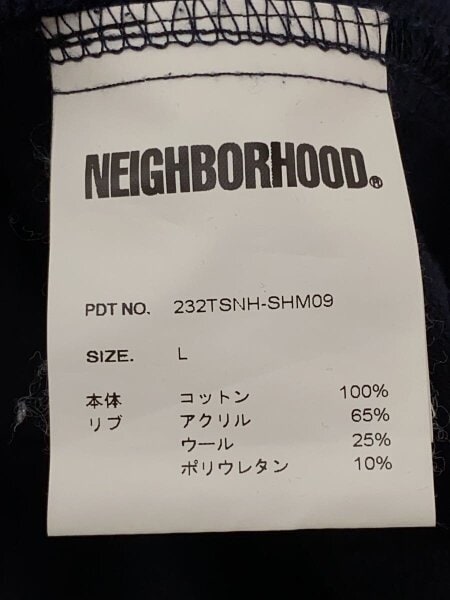 NEIGHBORHOOD®
PDT NO. 232TSNH-SHM09
SIZE. L
本体 コットン 100%
リブ アクリル 65%
ウール 25%
ポリウレタン 10%